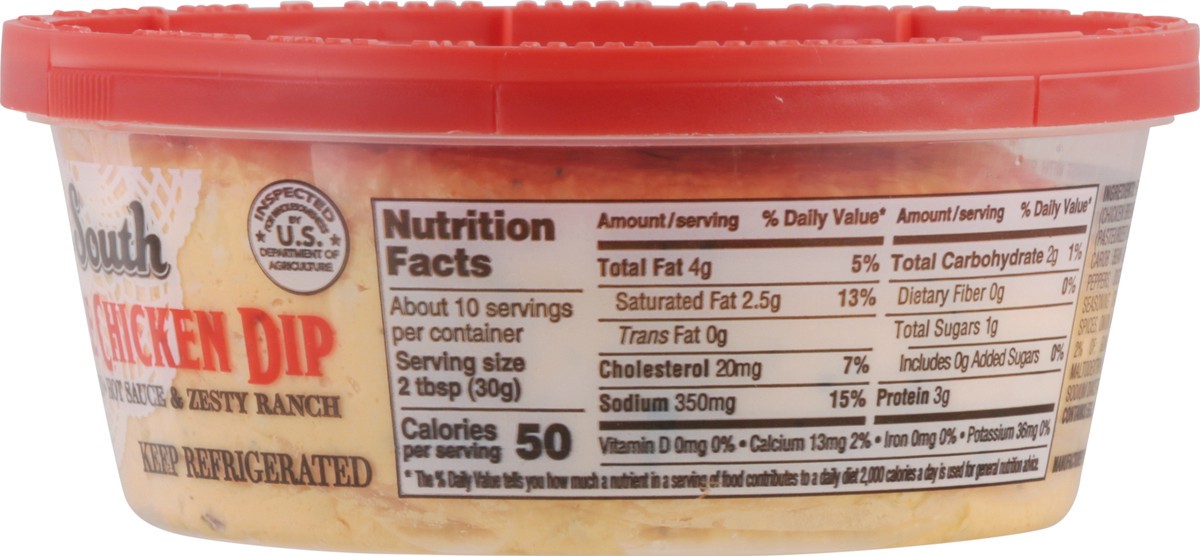 South
CHICKEN DIP
HOT SAUCE & ZESTY RANCH
KEEP REFRIGERATED
INSPECTED
FOR WHOLESOMENESS
BY
U.S.
DEPARTMENT OF
AGRICULTURE
Nutrition
Facts
About 10 servings
per container
Serving size
2 tbsp (30g)
Calories
per serving 50
Amount/serving % Daily Value*
Total Fat 4g 5%
Saturated Fat 2.5g 13%
Trans Fat 0g
Cholesterol 20mg 7%
Sodium 350mg 15%
Amount/serving % Daily Value*
Total Carbohydrate 2g 1%
Dietary Fiber 0g 0%
Total Sugars 1g
Includes 0g Added Sugars 0%
Protein 3g
Vitamin D 0mg 0% • Calcium 13mg 2% • Iron 0mg 0% • Potassium 36mg 0%
* The % Daily Value tells you how much a nutrient in a serving of food contributes to a daily diet 2,000 calories a day is used for general nutrition advice.